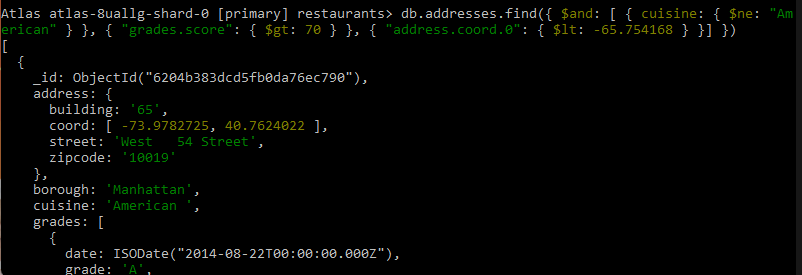 Atlas atlas-8uallg-shard-0 [primary] restaurants> db.addresses.find({ $and: [ { cuisine: { $ne: "Am
erican" } }, { "grades.score": { $gt: 70 } }, { "address.coord.0": { $lt: -65.754168 } }] })
[
  {
    _id: ObjectId("6204b383dcd5fb0da76ec790"),
    address: {
      building: '65',
      coord: [ -73.9782725, 40.7624022 ],
      street: 'West   54 Street',
      zipcode: '10019'
    },
    borough: 'Manhattan',
    cuisine: 'American ',
    grades: [
      {
        date: ISODate("2014-08-22T00:00:00.000Z"),
        grade: 'A',